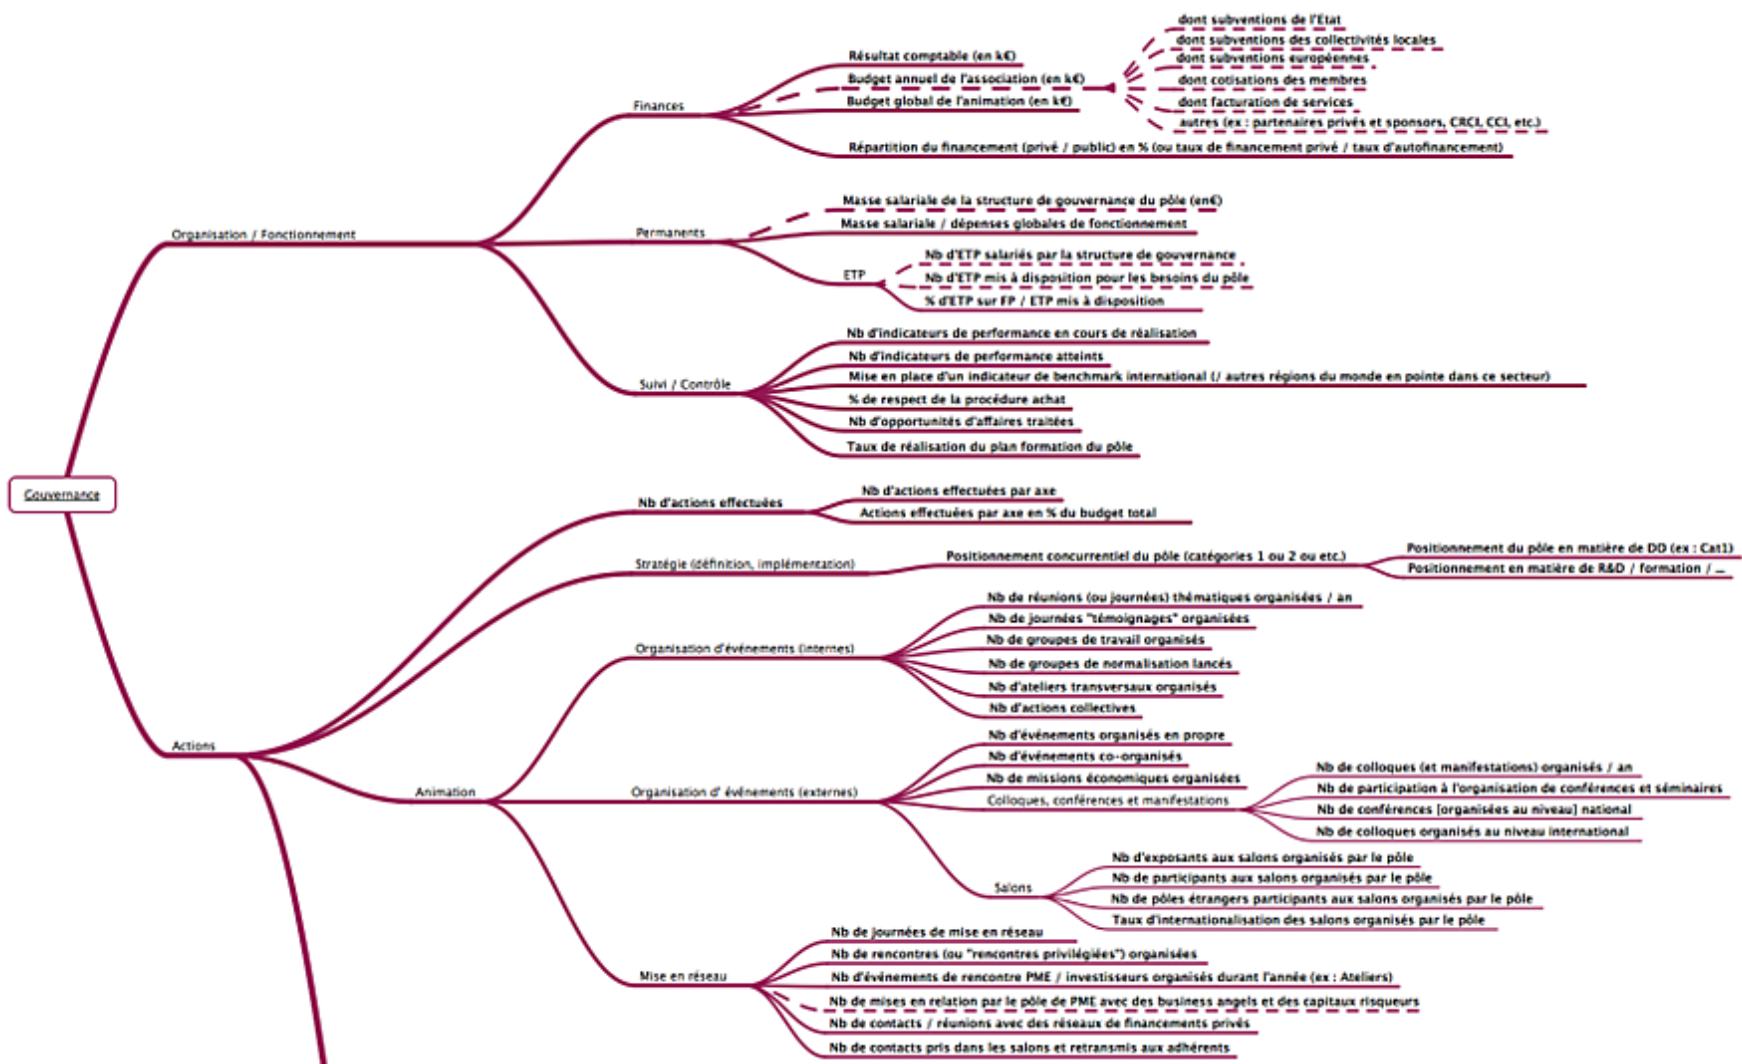 Gouvernance
Organisation / Fonctionnement
Finances
Résultat comptable (en k€)
Budget annuel de l'association (en k€)
dont subventions de l'Etat
dont subventions des collectivités locales
dont subventions européennes
dont cotisations des membres
dont facturation de services
autres (ex : partenaires privés et sponsors, CRCI, CCI, etc.)
Budget global de l'animation (en k€)
Répartition du financement (privé / public) en % (ou taux de financement privé / taux d'autofinancement)
Permanents
Masse salariale de la structure de gouvernance du pôle (en€)
Masse salariale / dépenses globales de fonctionnement
ETP
Nb d'ETP salariés par la structure de gouvernance
Nb d'ETP mis à disposition pour les besoins du pôle
% d'ETP sur FP / ETP mis à disposition
Suivi / Contrôle
Nb d'indicateurs de performance en cours de réalisation
Nb d'indicateurs de performance atteints
Mise en place d'un indicateur de benchmark international (/ autres régions du monde en pointe dans ce secteur)
% de respect de la procédure achat
Nb d'opportunités d'affaires traitées
Taux de réalisation du plan formation du pôle
Actions
Nb d'actions effectuées
Nb d'actions effectuées par axe
Actions effectuées par axe en % du budget total
Stratégie (définition, implémentation)
Positionnement concurrentiel du pôle (catégories 1 ou 2 ou etc.)
Positionnement du pôle en matière de DD (ex : Cat1)
Positionnement en matière de R&D / formation / ...
Animation
Organisation d'événements (internes)
Nb de réunions (ou journées) thématiques organisées / an
Nb de journées "témoignages" organisées
Nb de groupes de travail organisés
Nb de groupes de normalisation lancés
Nb d'ateliers transversaux organisés
Nb d'actions collectives
Organisation d' événements (externes)
Nb d'événements organisés en propre
Nb d'événements co-organisés
Nb de missions économiques organisées
Colloques, conférences et manifestations
Nb de colloques (et manifestations) organisés / an
Nb de participation à l'organisation de conférences et séminaires
Nb de conférences [organisées au niveau] national
Nb de colloques organisés au niveau international
Salons
Nb d'exposants aux salons organisés par le pôle
Nb de participants aux salons organisés par le pôle
Nb de pôles étrangers participants aux salons organisés par le pôle
Taux d'internationalisation des salons organisés par le pôle
Mise en réseau
Nb de journées de mise en réseau
Nb de rencontres (ou "rencontres privilégiées") organisées
Nb d'événements de rencontre PME / investisseurs organisés durant l'année (ex : Ateliers)
Nb de mises en relation par le pôle de PME avec des business angels et des capitaux risqueurs
Nb de contacts / réunions avec des réseaux de financements privés
Nb de contacts pris dans les salons et retransmis aux adhérents